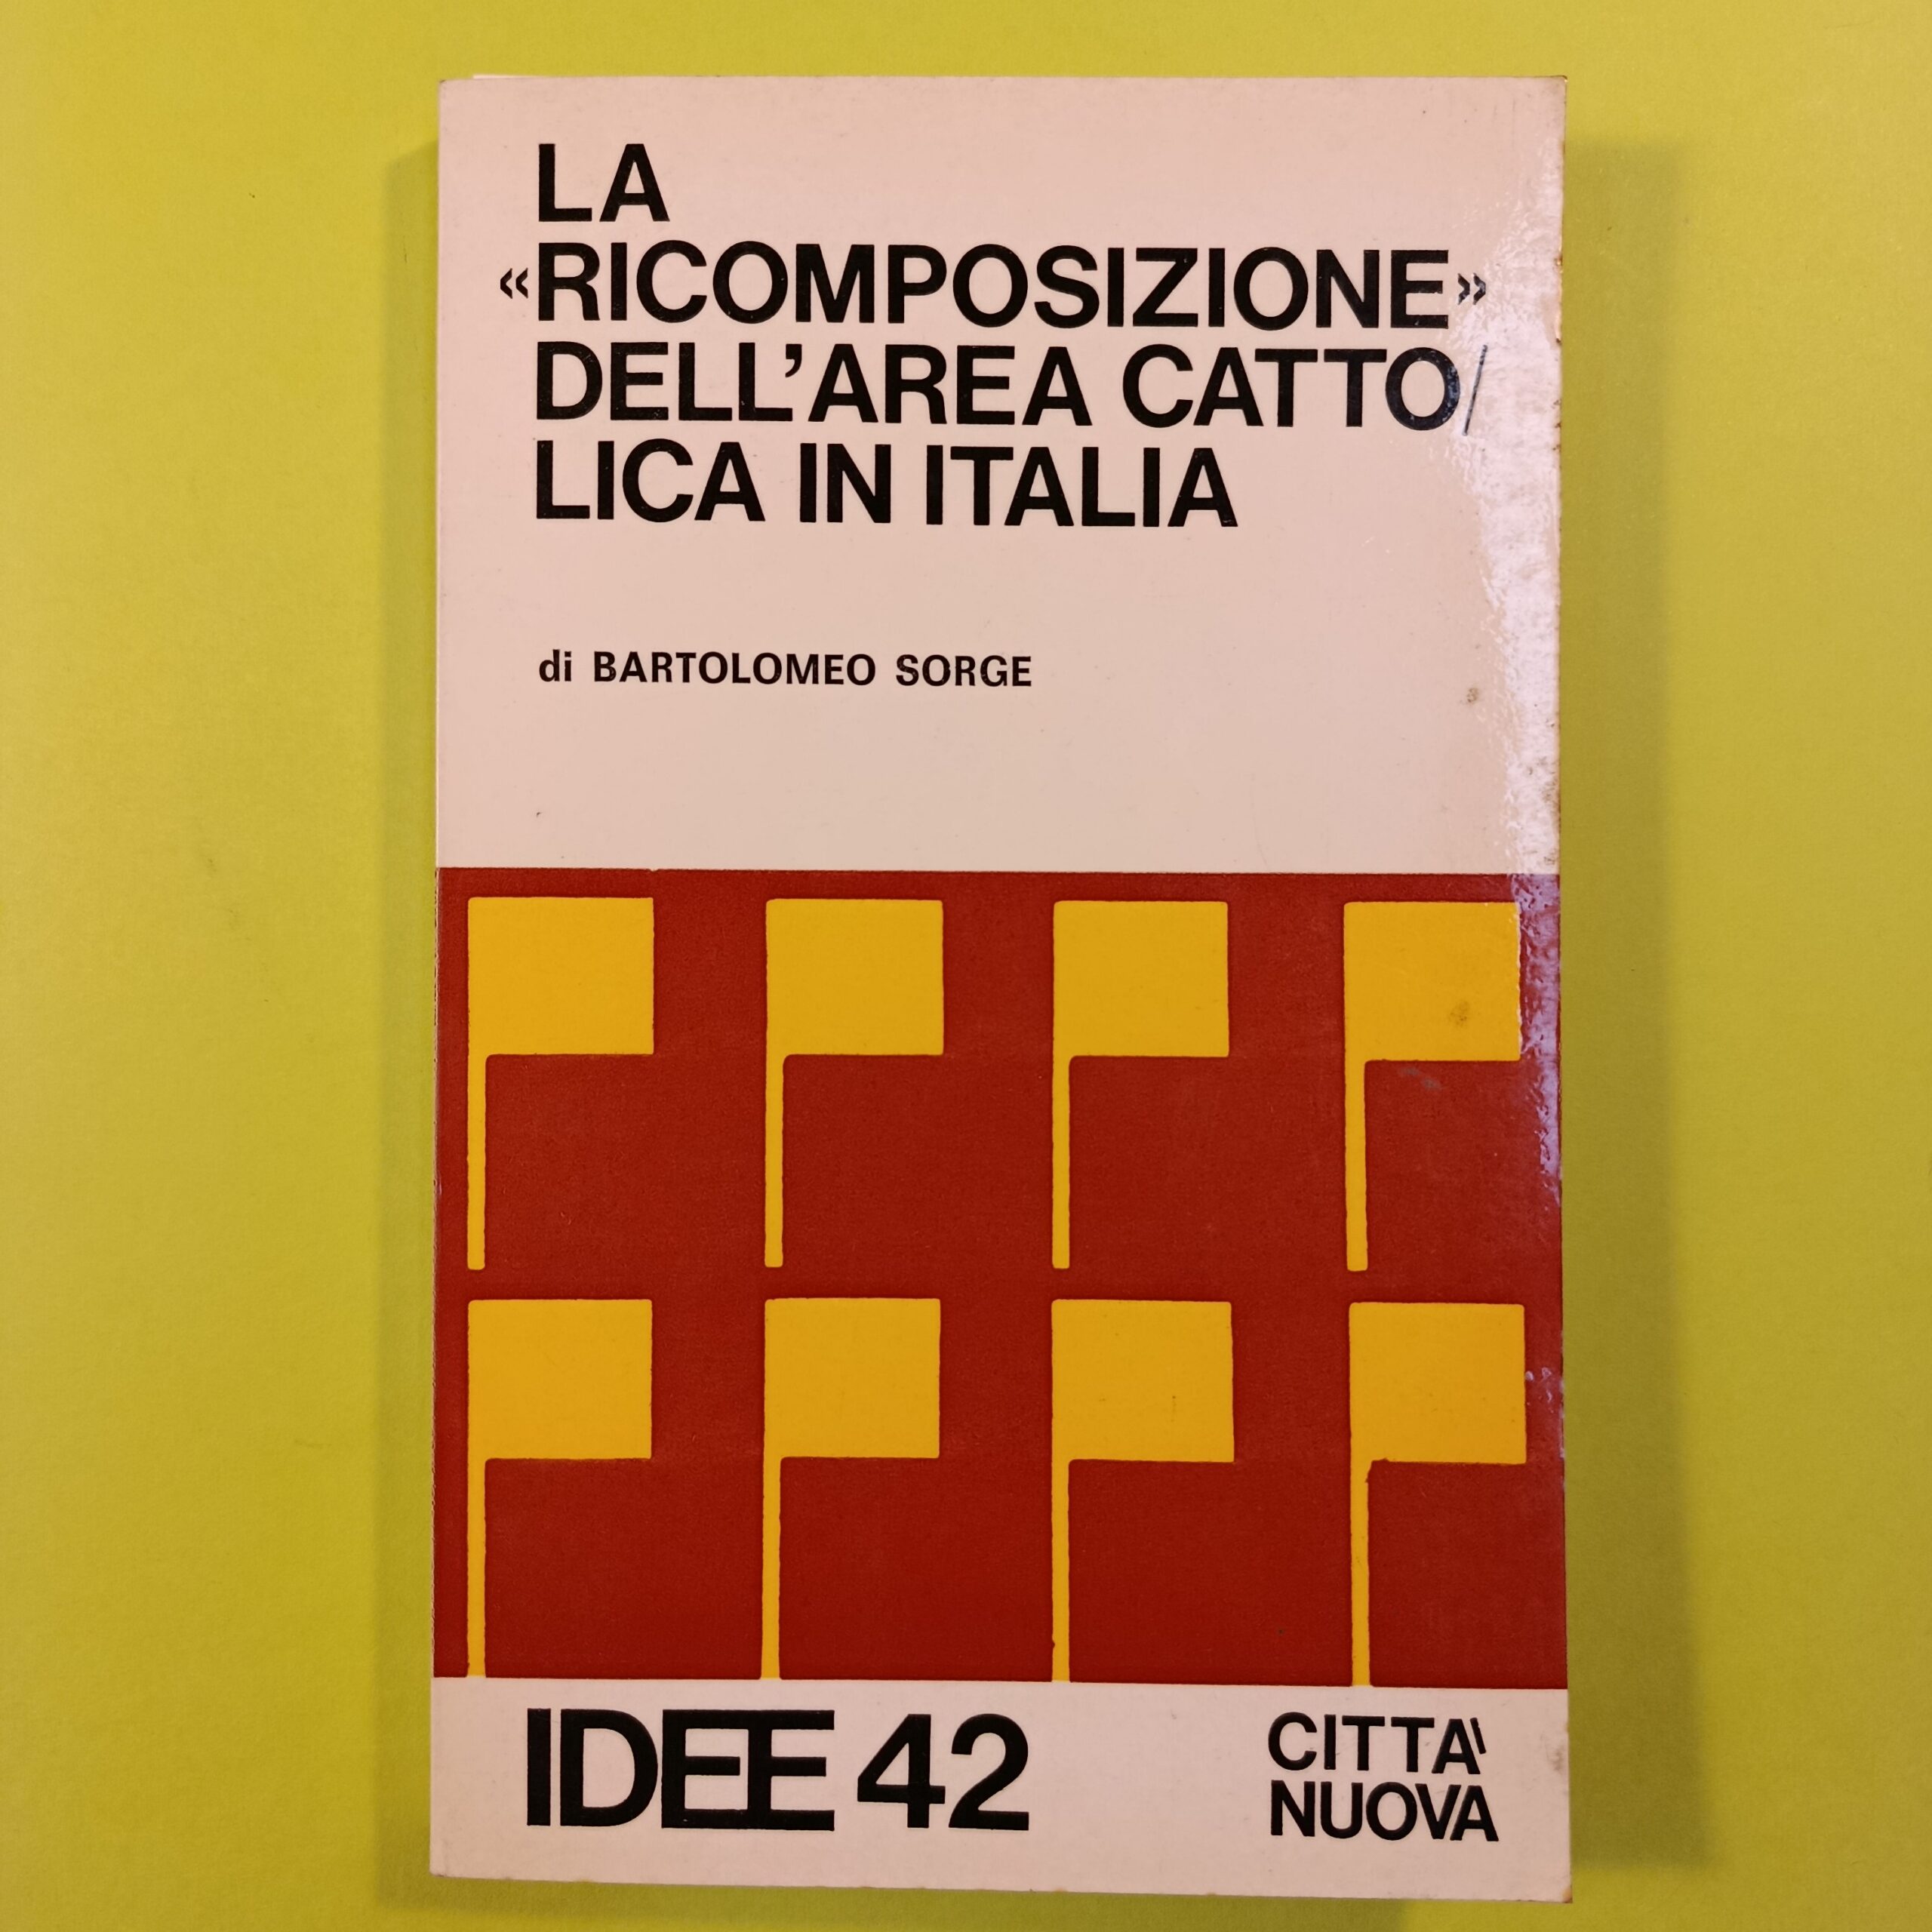 LA
«RICOMPOSIZIONE»
DELL'AREA CATTO/
LICA IN ITALIA
di BARTOLOMEO SORGE
IDEE 42
CITTA'
NUOVA